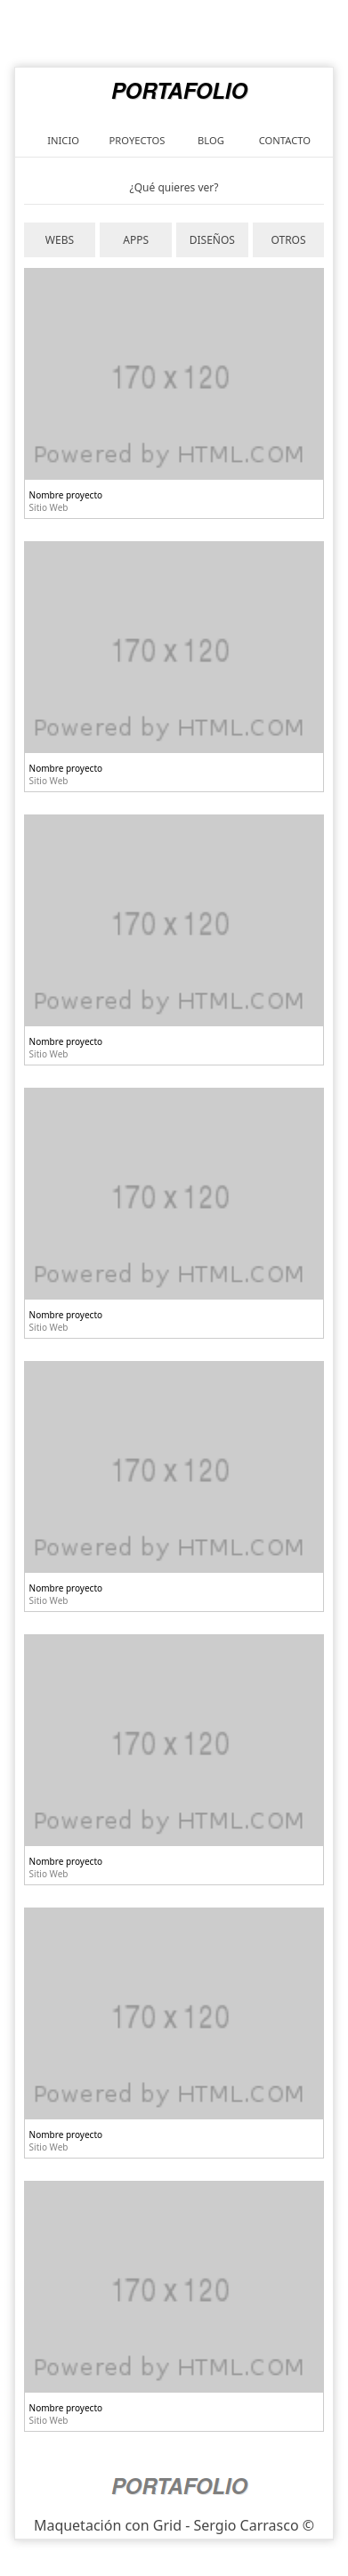 PORTAFOLIO
INICIO PROYECTOS BLOG CONTACTO
¿Qué quieres ver?
WEBS APPS DISEÑOS OTROS
170 x 120
Powered by HTML.COM
Nombre proyecto
Sitio Web
170 x 120
Powered by HTML.COM
Nombre proyecto
Sitio Web
170 x 120
Powered by HTML.COM
Nombre proyecto
Sitio Web
170 x 120
Powered by HTML.COM
Nombre proyecto
Sitio Web
170 x 120
Powered by HTML.COM
Nombre proyecto
Sitio Web
170 x 120
Powered by HTML.COM
Nombre proyecto
Sitio Web
170 x 120
Powered by HTML.COM
Nombre proyecto
Sitio Web
170 x 120
Powered by HTML.COM
Nombre proyecto
Sitio Web
PORTAFOLIO
Maquetación con Grid - Sergio Carrasco ©